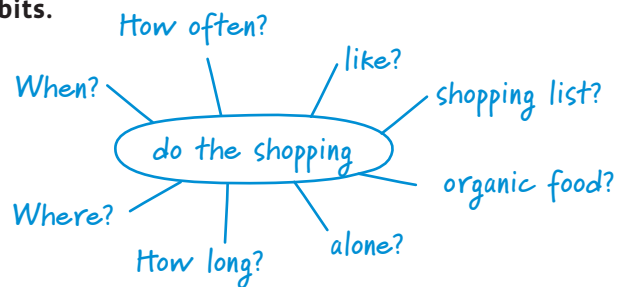 bits.
How often?
like?
When?
shopping list?
do the shopping
organic food?
Where?
alone?
How long?